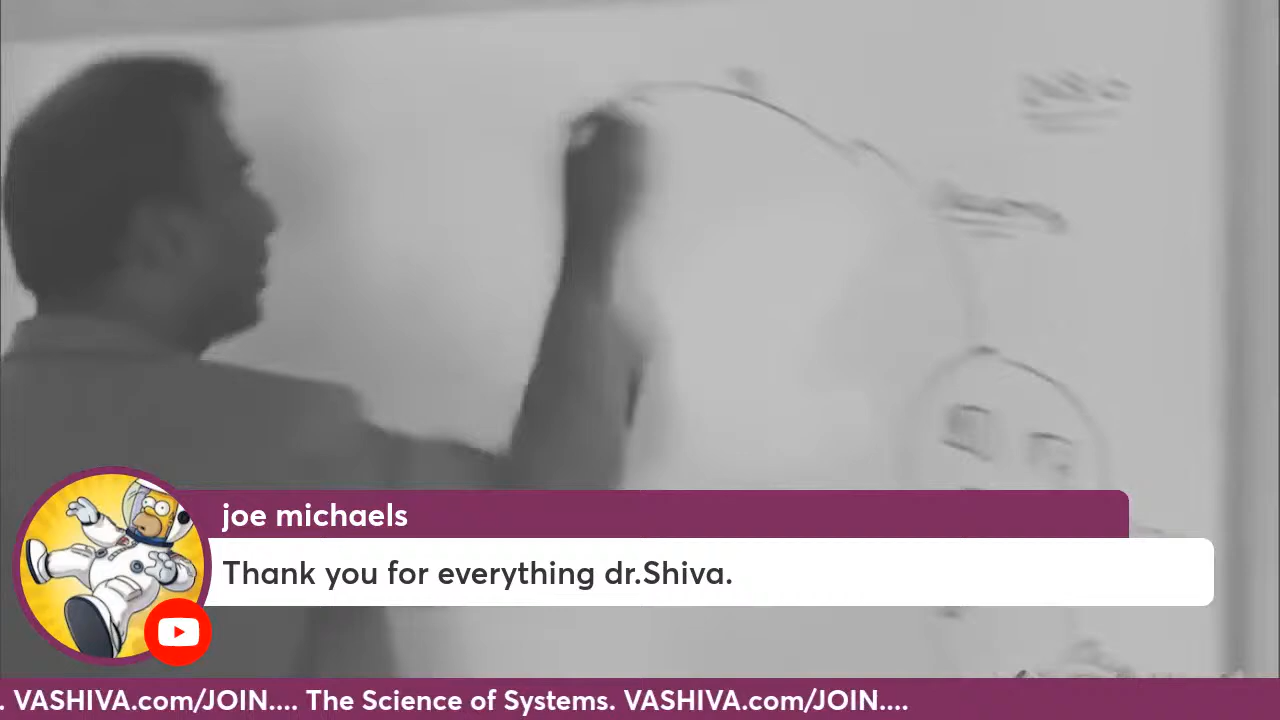 joe michaels
Thank you for everything dr.Shiva.
. VASHIVA.com/JOIN.... The Science of Systems. VASHIVA.com/JOIN....